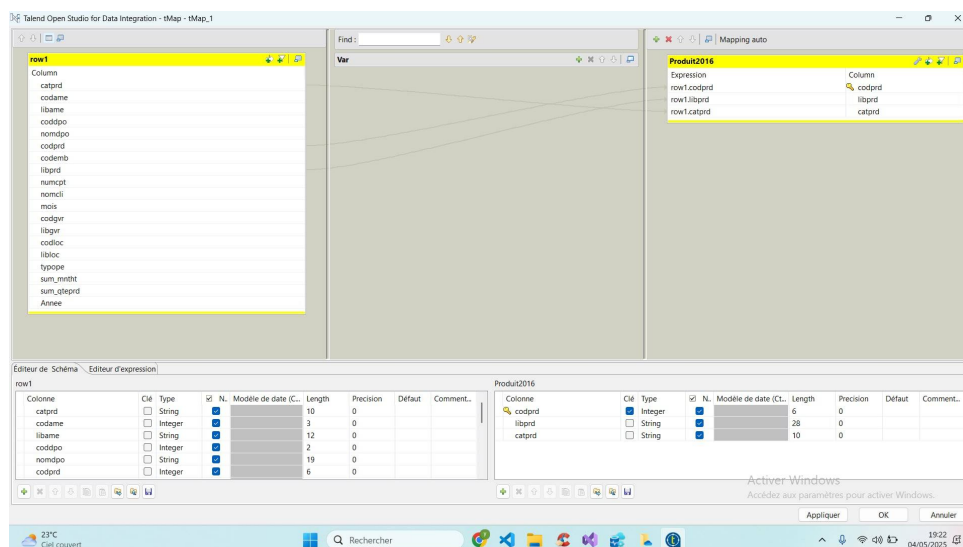 Talend Open Studio for Data Integration - tMap - tMap_1
Find :
Mapping auto
row1
Column
catprd
codame
libame
coddpo
nomdpo
codprd
codemb
libprd
numcpt
nomcli
mois
codgvr
libgvr
codloc
libloc
typope
sum_mntht
sum_qteprd
Annee
Var
Produit2016
Expression Column
row1.codprd codprd
row1.libprd libprd
row1.catprd catprd
Éditeur de Schéma Editeur d'expression
row1
Colonne Clé Type N.. Modèle de date (C... Length Precision Défaut Comment...
catprd String 10 0
codame Integer 3 0
libame String 12 0
coddpo Integer 2 0
nomdpo String 19 0
codprd Integer 6 0
Produit2016
Colonne Clé Type N.. Modèle de date (Ct... Length Precision Défaut Comment...
codprd Integer 6 0
libprd String 28 0
catprd String 10 0
Activer Windows
Accédez aux paramètres pour activer Windows.
Appliquer OK Annuler
23°C
Ciel couvert
Rechercher
19:22
04/05/2025